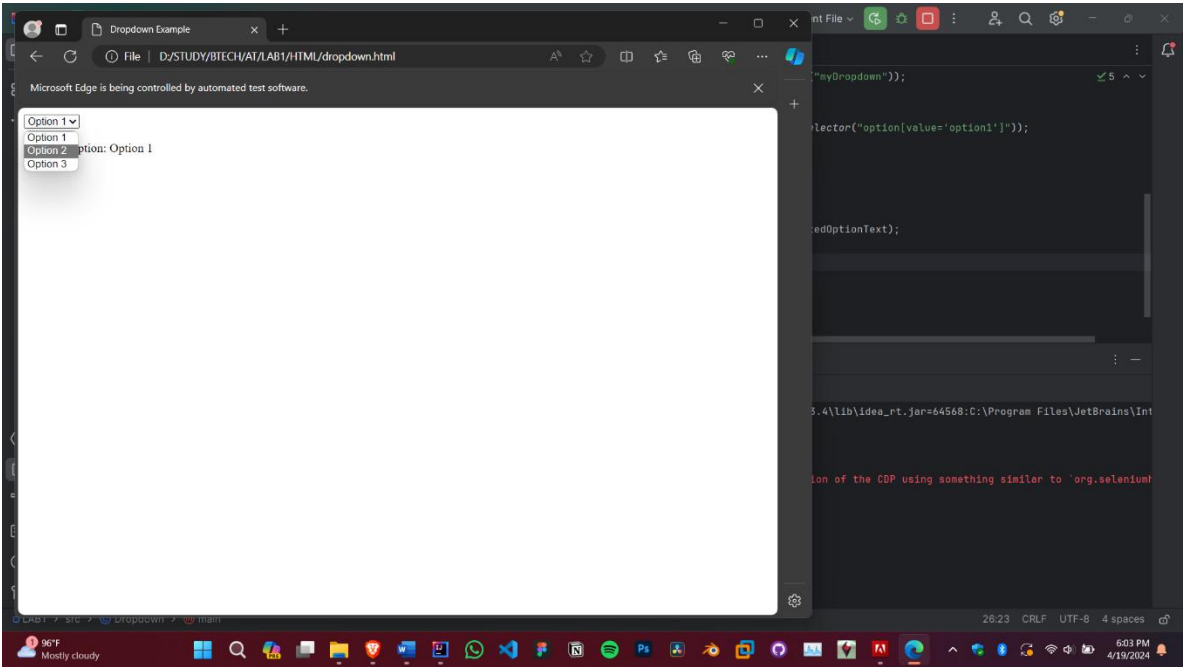 Dropdown Example
File | D:/STUDY/BTECH/AT/LAB1/HTML/dropdown.html
Microsoft Edge is being controlled by automated test software.
Option 1
Option 1
Option 2
ption: Option 1
Option 3
nt File
"myDropdown"));
5
lector("option[value='option1']"));
edOptionText);
3.4\lib\idea_rt.jar=64568:C:\Program Files\JetBrains\Int
ion of the CDP using something similar to `org.seleniumh
LAB1 > src > Dropdown > main
26:23 CRLF UTF-8 4 spaces
96°F
Mostly cloudy
6:03 PM
4/19/2024